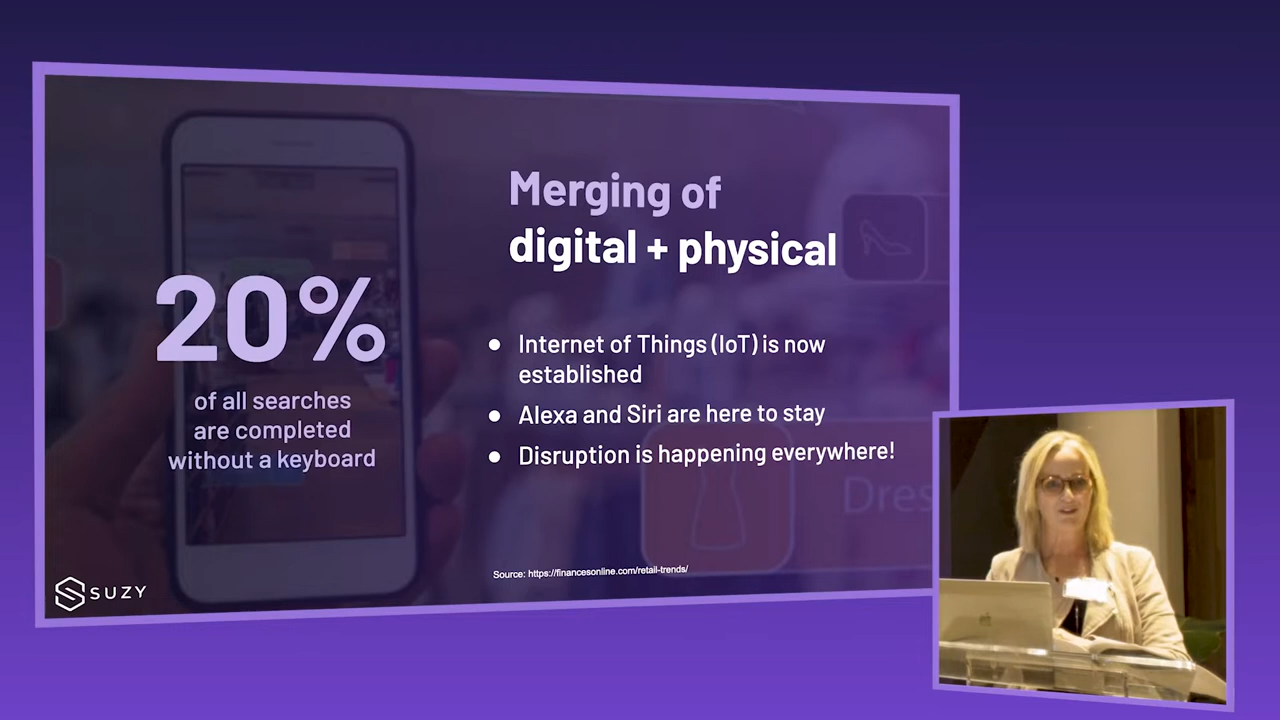 Merging of
digital + physical
20%
of all searches
are completed
without a keyboard
● Internet of Things (IoT) is now
established
● Alexa and Siri are here to stay
● Disruption is happening everywhere!
Source: https://financesonline.com/retail-trends/
SUZY